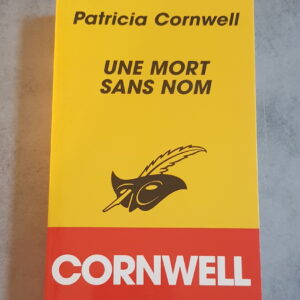 Patricia Cornwell
UNE MORT
SANS NOM
CORNWELL